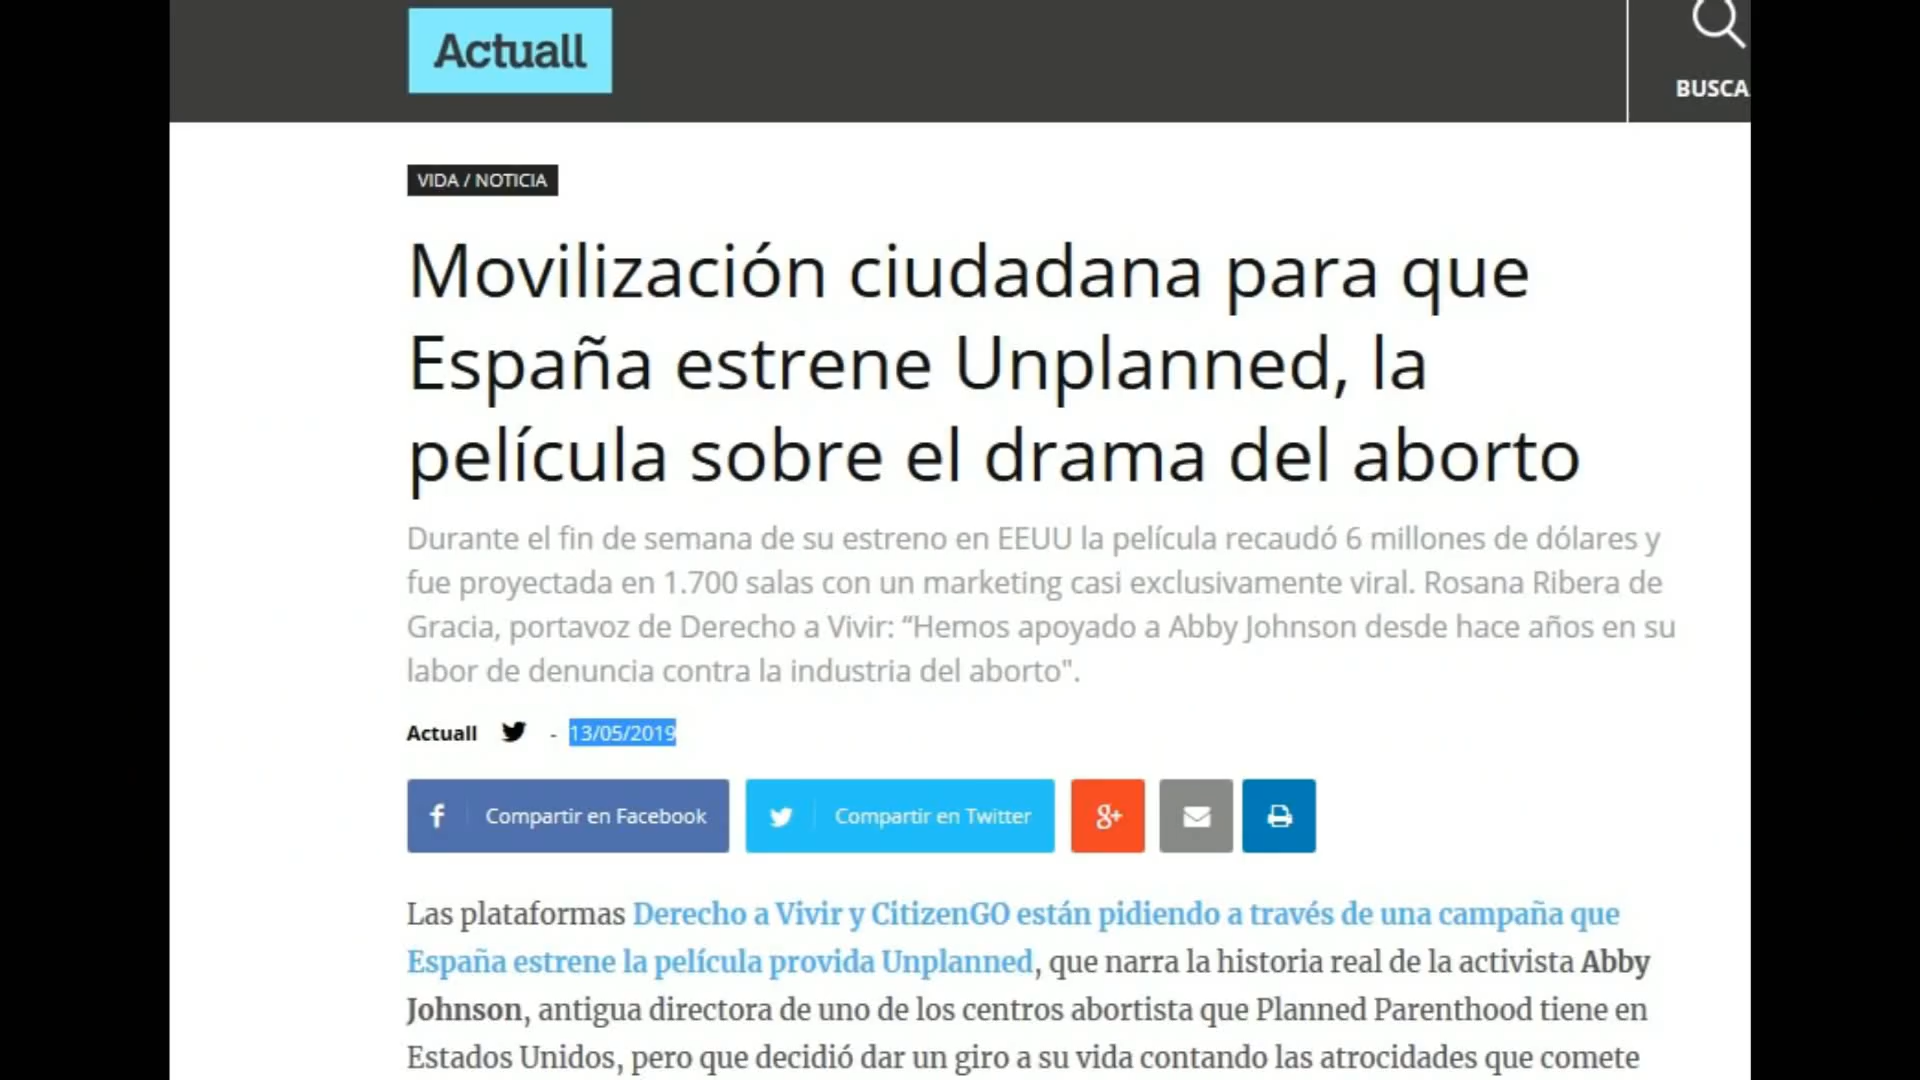 Actuall
BUSCA
VIDA / NOTICIA
Movilización ciudadana para que
España estrene Unplanned, la
película sobre el drama del aborto
Durante el fin de semana de su estreno en EEUU la película recaudó 6 millones de dólares y
fue proyectada en 1.700 salas con un marketing casi exclusivamente viral. Rosana Ribera de
Gracia, portavoz de Derecho a Vivir: “Hemos apoyado a Abby Johnson desde hace años en su
labor de denuncia contra la industria del aborto".
Actuall - 13/05/2019
f Compartir en Facebook Compartir en Twitter g+
Las plataformas Derecho a Vivir y CitizenGO están pidiendo a través de una campaña que
España estrene la película provida Unplanned, que narra la historia real de la activista Abby
Johnson, antigua directora de uno de los centros abortista que Planned Parenthood tiene en
Estados Unidos, pero que decidió dar un giro a su vida contando las atrocidades que comete